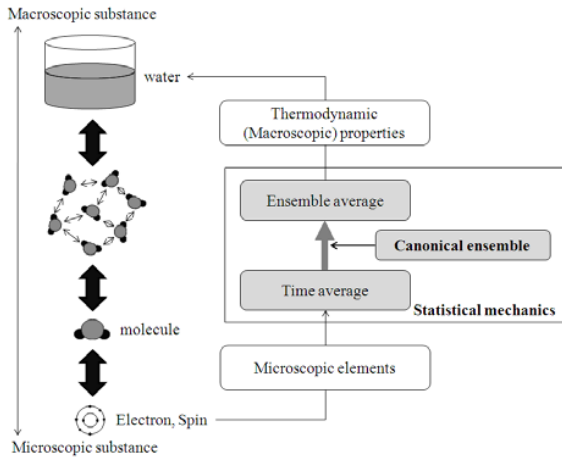 Macroscopic substance
water
Thermodynamic
(Macroscopic) properties
Ensemble average
Canonical ensemble
Time average
Statistical mechanics
molecule
Microscopic elements
Electron, Spin
Microscopic substance